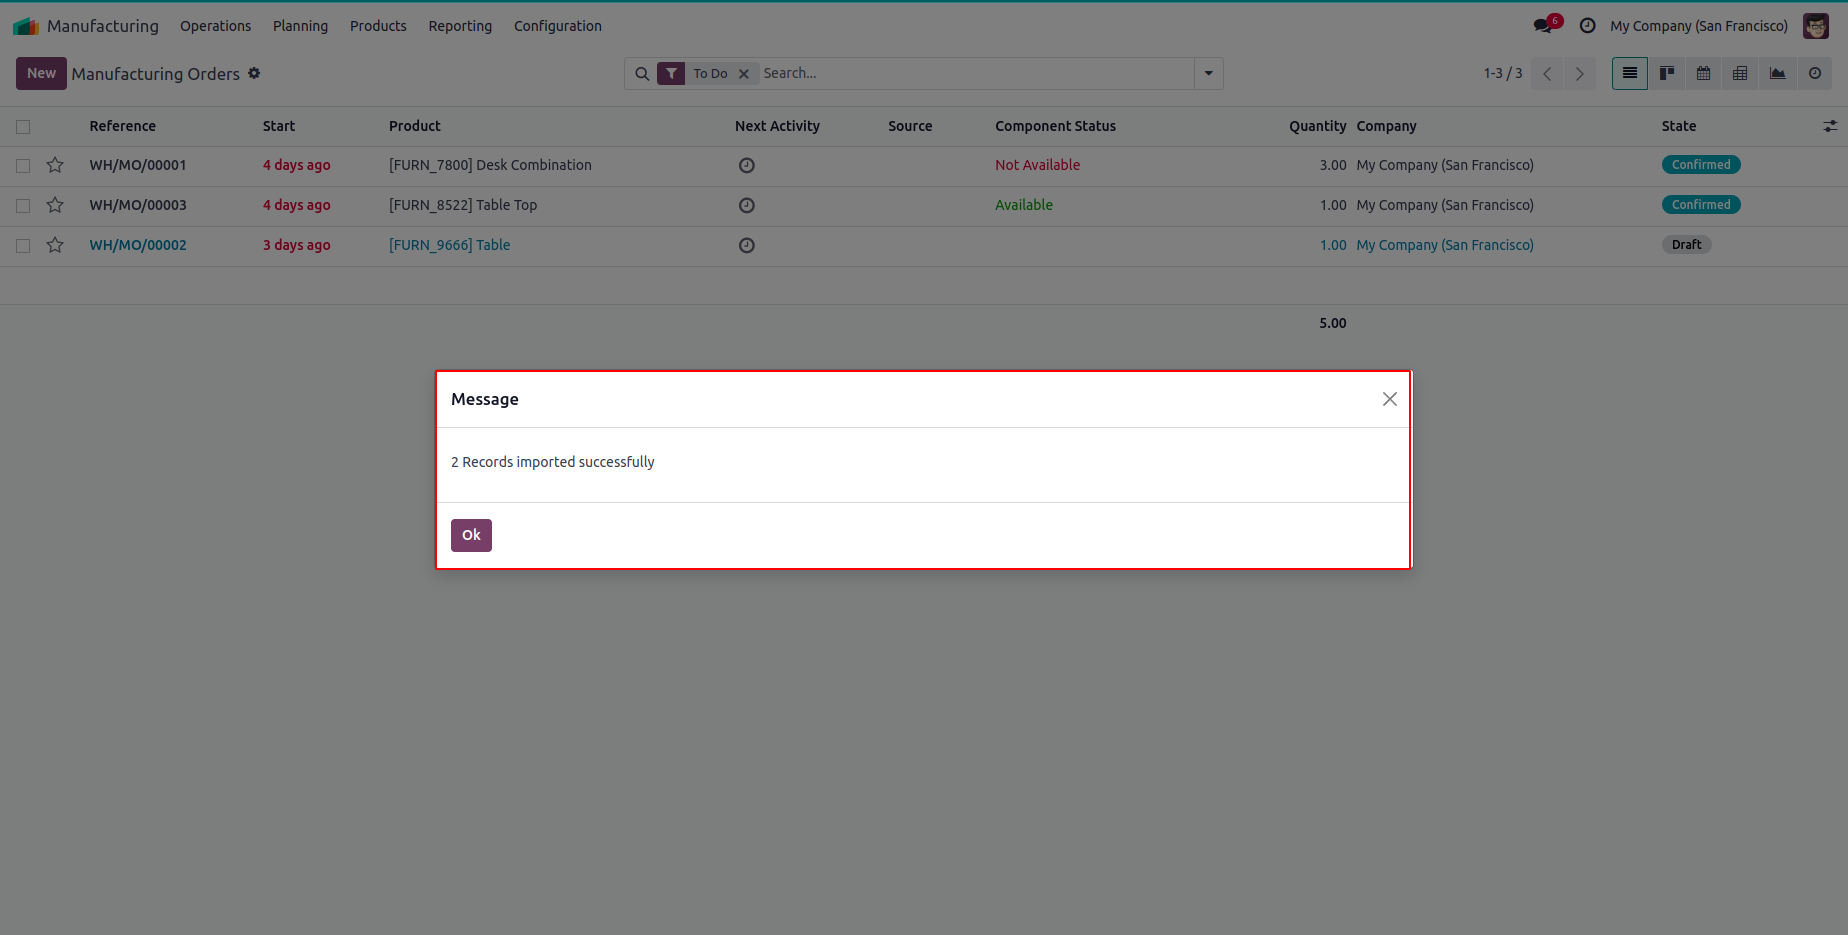 Manufacturing Operations Planning Products Reporting Configuration 6 My Company (San Francisco)
New Manufacturing Orders To Do Search... 1-3 / 3
Reference Start Product Next Activity Source Component Status Quantity Company State
WH/MO/00001 4 days ago [FURN_7800] Desk Combination Not Available 3.00 My Company (San Francisco) Confirmed
WH/MO/00003 4 days ago [FURN_8522] Table Top Available 1.00 My Company (San Francisco) Confirmed
WH/MO/00002 3 days ago [FURN_9666] Table 1.00 My Company (San Francisco) Draft
5.00
Message
2 Records imported successfully
Ok